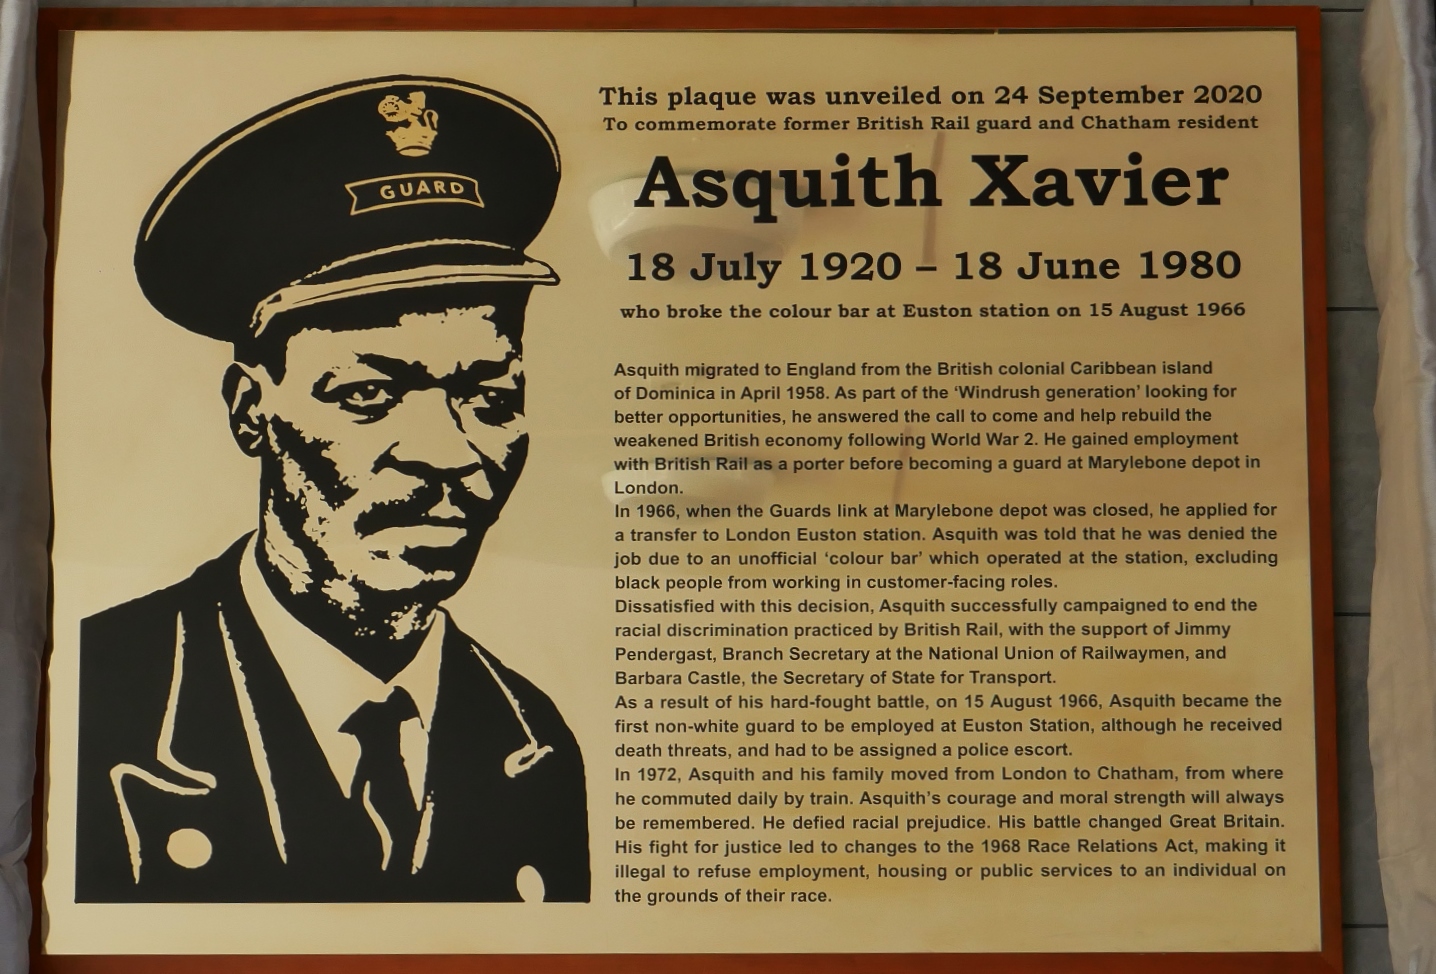 GUARD
This plaque was unveiled on 24 September 2020
To commemorate former British Rail guard and Chatham resident
Asquith Xavier
18 July 1920 – 18 June 1980
who broke the colour bar at Euston station on 15 August 1966
Asquith migrated to England from the British colonial Caribbean island
of Dominica in April 1958. As part of the ‘Windrush generation’ looking for
better opportunities, he answered the call to come and help rebuild the
weakened British economy following World War 2. He gained employment
with British Rail as a porter before becoming a guard at Marylebone depot in
London.
In 1966, when the Guards link at Marylebone depot was closed, he applied for
a transfer to London Euston station. Asquith was told that he was denied the
job due to an unofficial ‘colour bar’ which operated at the station, excluding
black people from working in customer-facing roles.
Dissatisfied with this decision, Asquith successfully campaigned to end the
racial discrimination practiced by British Rail, with the support of Jimmy
Pendergast, Branch Secretary at the National Union of Railwaymen, and
Barbara Castle, the Secretary of State for Transport.
As a result of his hard-fought battle, on 15 August 1966, Asquith became the
first non-white guard to be employed at Euston Station, although he received
death threats, and had to be assigned a police escort.
In 1972, Asquith and his family moved from London to Chatham, from where
he commuted daily by train. Asquith’s courage and moral strength will always
be remembered. He defied racial prejudice. His battle changed Great Britain.
His fight for justice led to changes to the 1968 Race Relations Act, making it
illegal to refuse employment, housing or public services to an individual on
the grounds of their race.